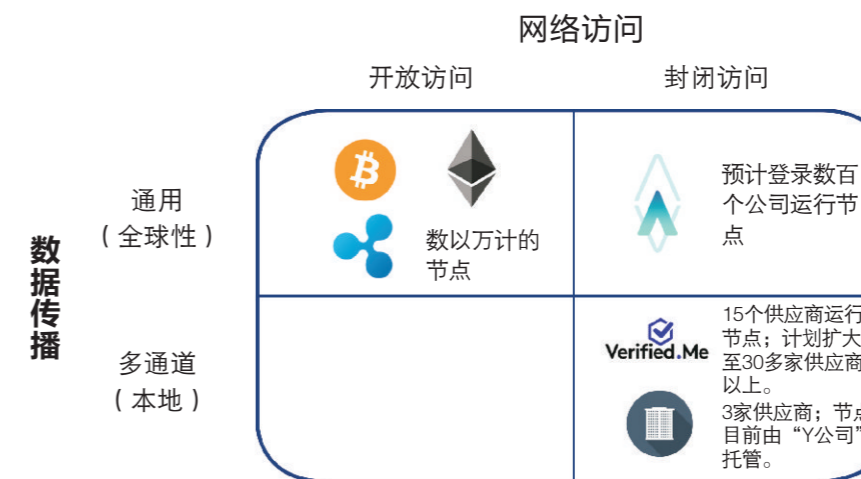 网络访问
开放访问
封闭访问
数据传播
通用
（全球性）
数以万计的
节点
预计登录数百
个公司运行节
点
多通道
（本地）
Verified.Me
15个供应商运行
节点；计划扩大
至30多家供应商
以上。
3家供应商；节点
目前由“Y公司”
托管。